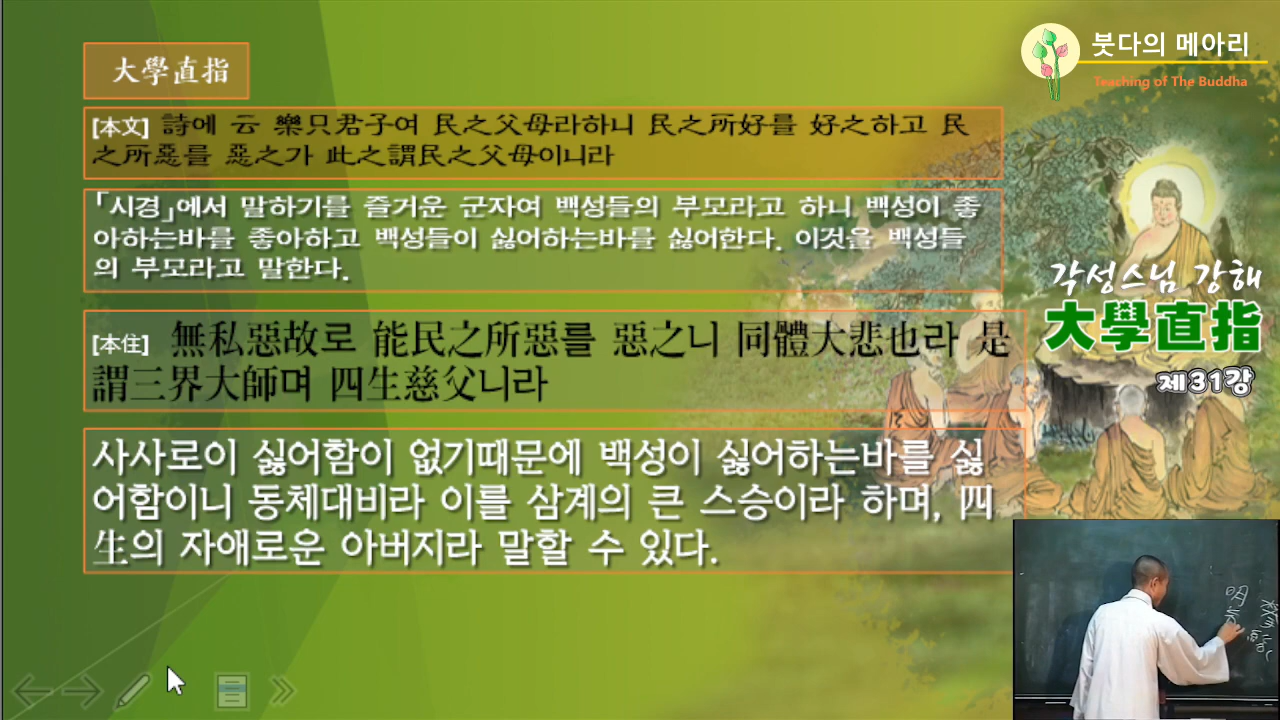 大學直指
[本文] 詩에 云 樂只君子여 民之父母라하니 民之所好를 好之하고 民
之所惡를 惡之가 此之謂民之父母이니라
「시경」에서 말하기를 즐거운 군자여 백성들의 부모라고 하니 백성이 좋
아하는바를 좋아하고 백성들이 싫어하는바를 싫어한다. 이것을 백성들
의 부모라고 말한다.
[本住] 無私惡故로 能民之所惡를 惡之니 同體大悲也라 是
謂三界大師며 四生慈父니라
사사로이 싫어함이 없기때문에 백성이 싫어하는바를 싫
어함이니 동체대비라 이를 삼계의 큰 스승이라 하며, 四
生의 자애로운 아버지라 말할 수 있다.
붓다의 메아리
Teaching of The Buddha
각성스님 강해
大學直指
제31강
明